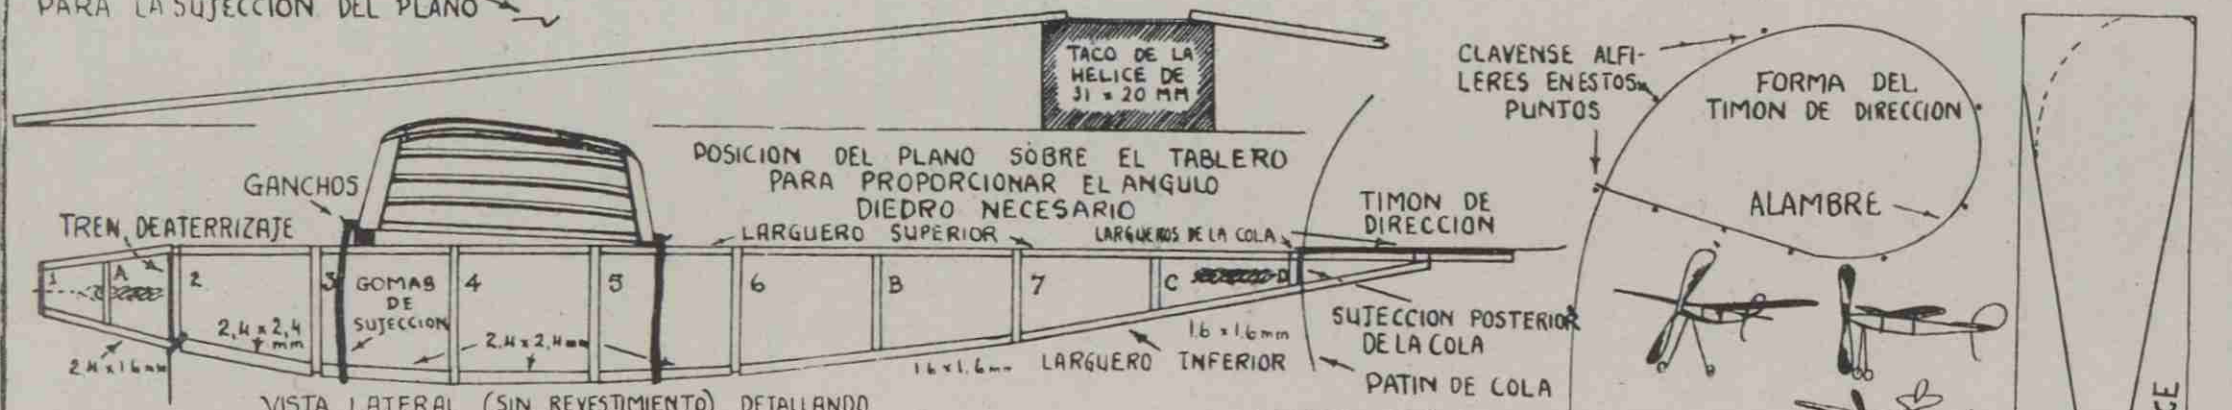 PARA LA SUJECCION DEL PLANO
TACO DE LA
HELICE DE
31 x 20 MM
CLAVENSE ALFI-
LERES EN ESTOS
PUNTOS
FORMA DEL
TIMON DE DIRECCION
ALAMBRE
POSICION DEL PLANO SOBRE EL TABLERO
PARA PROPORCIONAR EL ANGULO
DIEDRO NECESARIO
GANCHOS
TREN DE ATERRIZAJE
LARGUERO SUPERIOR
LARGUEROS DE LA COLA
TIMON DE
DIRECCION
1 A 2 3 4 5 6 B 7 C D
GOMAS
DE
SUJECCION
2,4 x 2,4
mm
2,4 x 2,4 mm
2,4 x 1,6 mm
1,6 x 1,6 mm
1.6 x 1.6 mm
LARGUERO INFERIOR
SUJECCION POSTERIOR
DE LA COLA
PATIN DE COLA
VISTA LATERAL (SIN REVESTIMIENTO) DETALLANDO